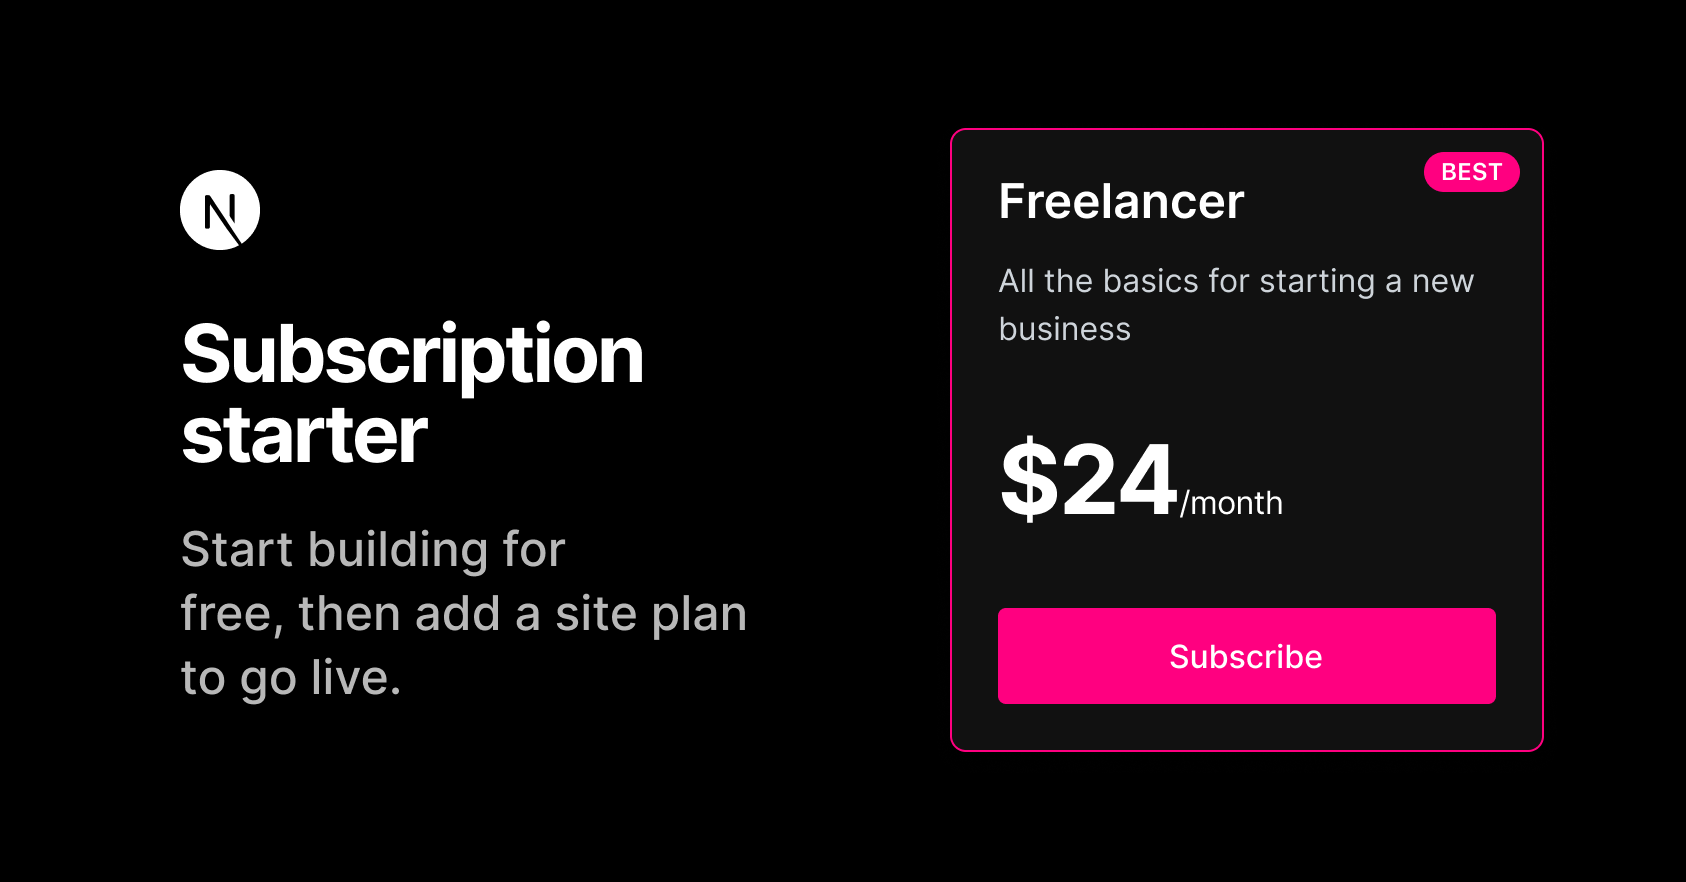 N
Subscription
starter
Start building for
free, then add a site plan
to go live.
BEST
Freelancer
All the basics for starting a new
business
$24/month
Subscribe